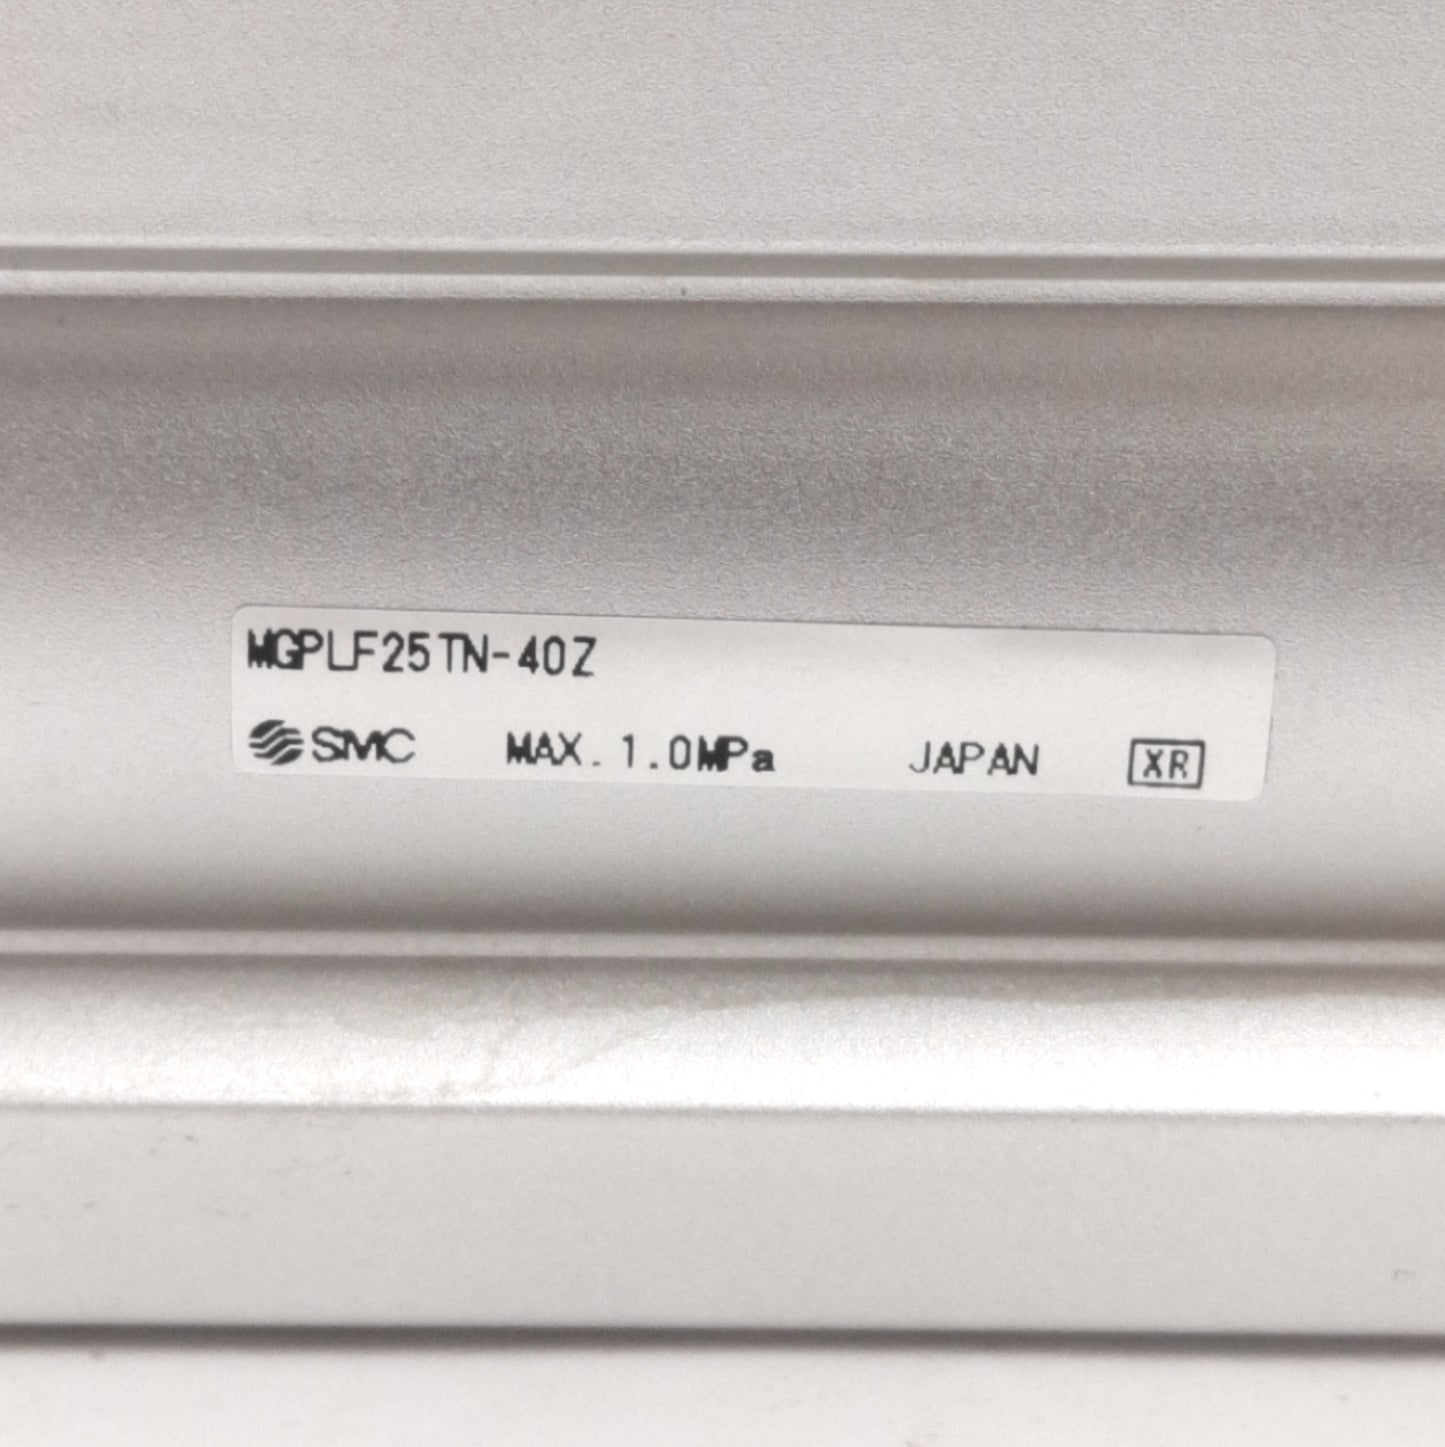 MGPLF25TN-40Z
SMC MAX. 1.0MPa JAPAN XR